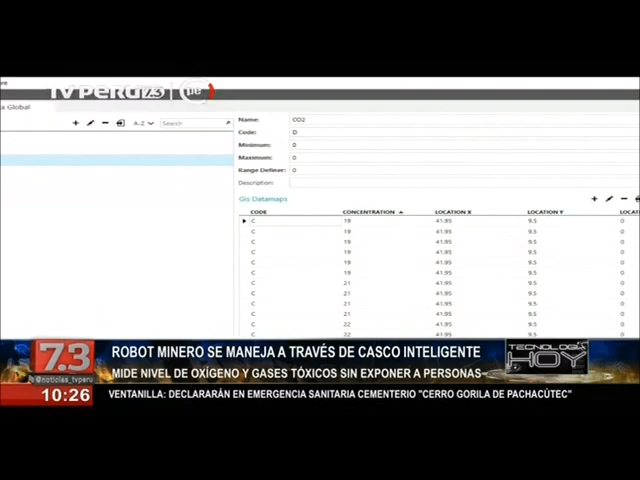 TV PERÚ 7.3
pe
a Global
A-Z
Search
Name: CO2
Code: D
Minimum: 0
Maximum: 0
Range Definer: 0
Description:
Gis Datamaps
CODE CONCENTRATION LOCATION X LOCATION Y LOCATI
C 19 41.95 9.5 0
C 19 41.95 9.5 0
C 19 41.95 9.5 0
C 19 41.95 9.5 0
C 19 41.95 9.5 0
C 19 41.95 9.5 0
C 21 41.95 9.5 0
C 21 41.95 9.5 0
C 21 41.95 9.5 0
C 21 41.95 9.5 0
C 22 41.95 9.5 0
7.3
@noticias_tvperu
10:26
ROBOT MINERO SE MANEJA A TRAVÉS DE CASCO INTELIGENTE
MIDE NIVEL DE OXÍGENO Y GASES TÓXICOS SIN EXPONER A PERSONAS
TECNOLOGÍA
HOY
VENTANILLA: DECLARARÁN EN EMERGENCIA SANITARIA CEMENTERIO "CERRO GORILA DE PACHACÚTEC"